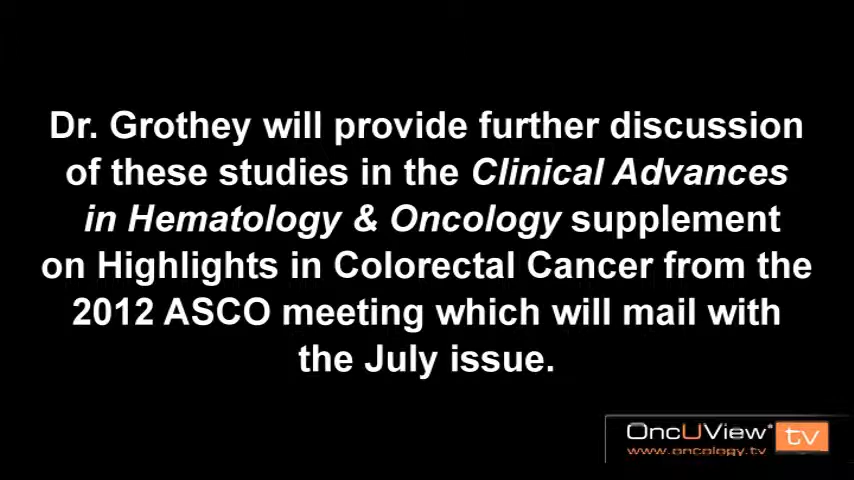 Dr. Grothey will provide further discussion
of these studies in the Clinical Advances
in Hematology & Oncology supplement
on Highlights in Colorectal Cancer from the
2012 ASCO meeting which will mail with
the July issue.
OncUView tv
www.oncology.tv